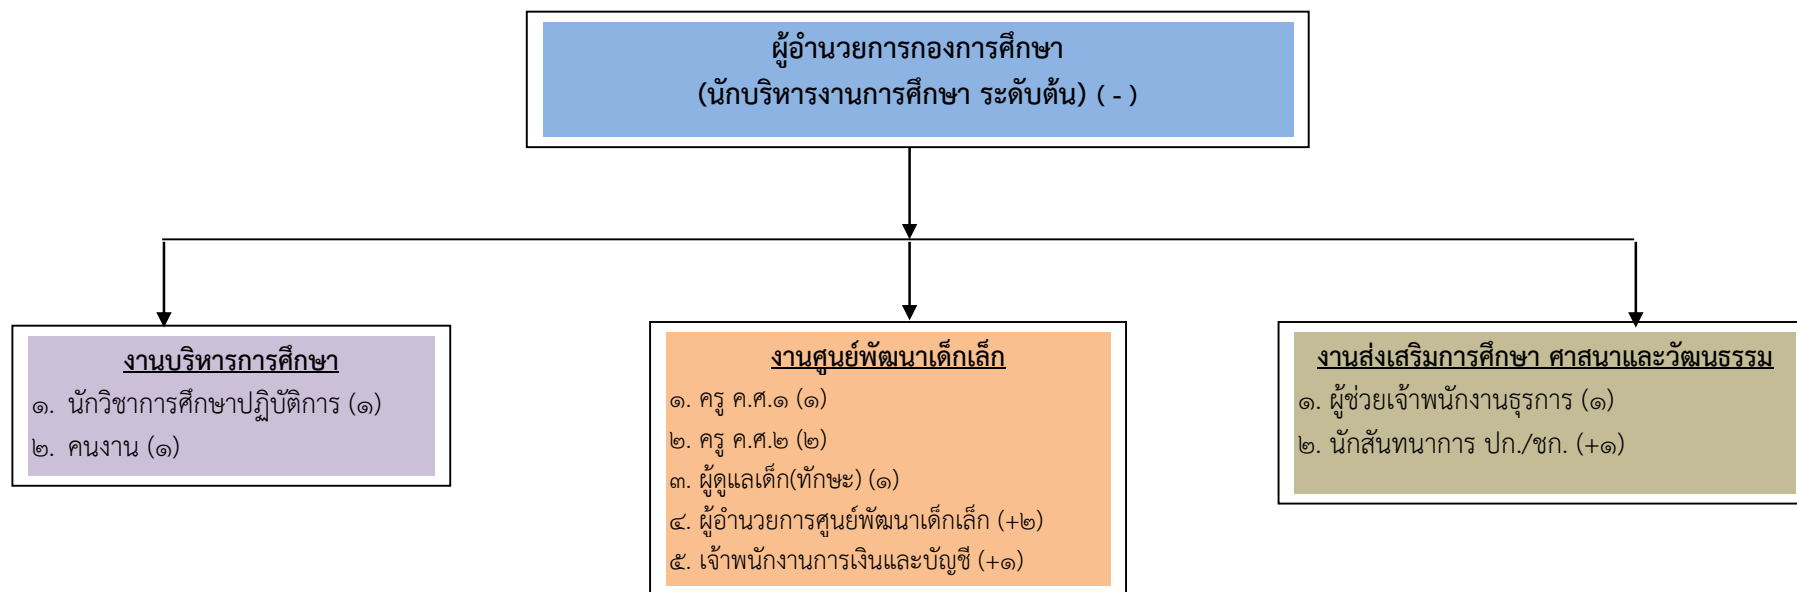 ผู้อำนวยการกองการศึกษา
(นักบริหารงานการศึกษา ระดับต้น) ( - )
งานบริหารการศึกษา
๑. นักวิชาการศึกษาปฏิบัติการ (๑)
๒. คนงาน (๑)
งานศูนย์พัฒนาเด็กเล็ก
๑. ครู ค.ศ.๑ (๑)
๒. ครู ค.ศ.๒ (๒)
๓. ผู้ดูแลเด็ก(ทักษะ) (๑)
๔. ผู้อำนวยการศูนย์พัฒนาเด็กเล็ก (+๒)
๕. เจ้าพนักงานการเงินและบัญชี (+๑)
งานส่งเสริมการศึกษา ศาสนาและวัฒนธรรม
๑. ผู้ช่วยเจ้าพนักงานธุรการ (๑)
๒. นักสันทนาการ ปก./ชก. (+๑)